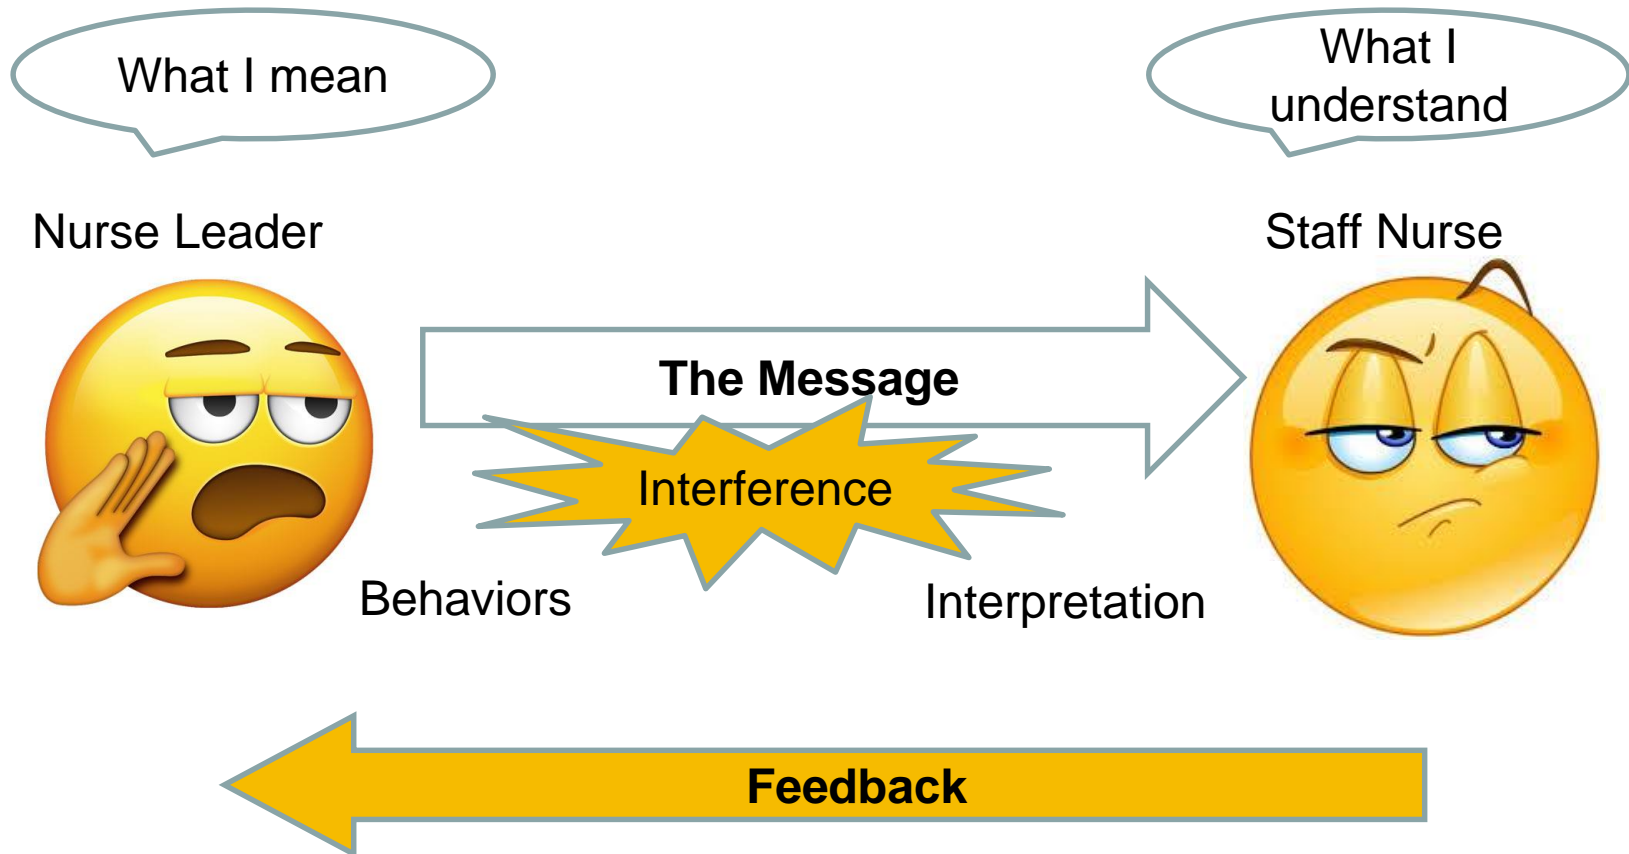 What I mean
What I
understand
Nurse Leader
Staff Nurse
The Message
Interference
Behaviors
Interpretation
Feedback